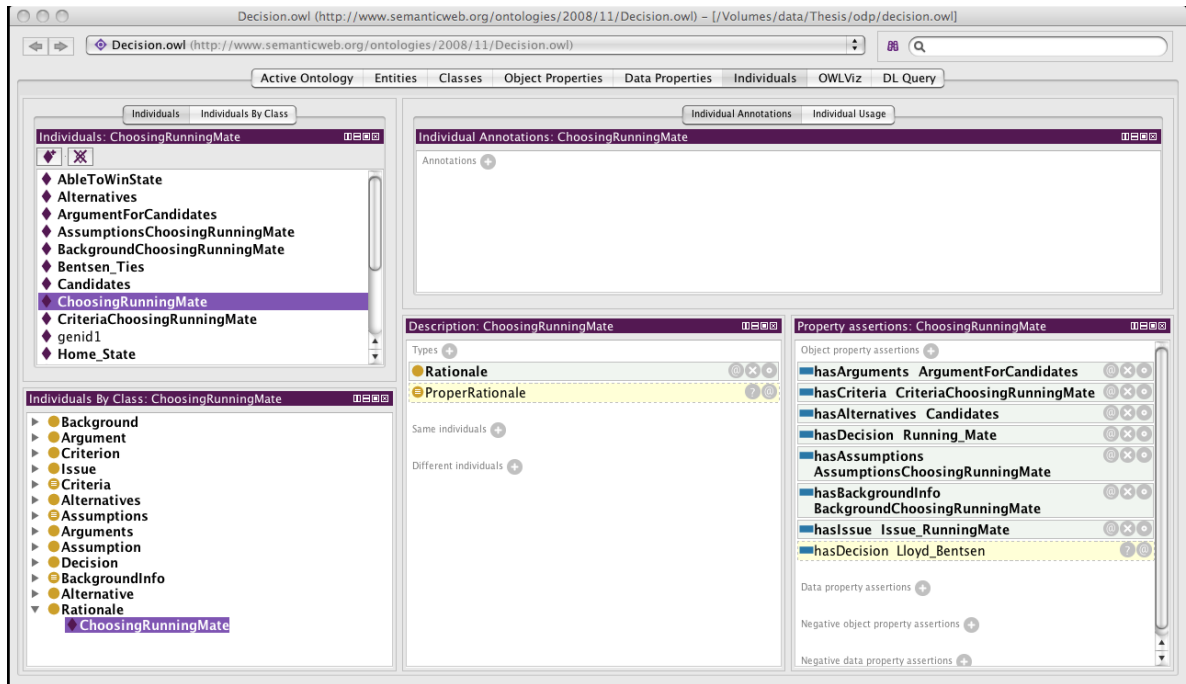 Decision.owl (http://www.semanticweb.org/ontologies/2008/11/Decision.owl) – [/Volumes/data/Thesis/odp/decision.owl]
Decision.owl (http://www.semanticweb.org/ontologies/2008/11/Decision.owl)
Active Ontology Entities Classes Object Properties Data Properties Individuals OWLViz DL Query
Individuals Individuals By Class
Individuals: ChoosingRunningMate
AbleToWinState
Alternatives
ArgumentForCandidates
AssumptionsChoosingRunningMate
BackgroundChoosingRunningMate
Bentsen_Ties
Candidates
ChoosingRunningMate
CriteriaChoosingRunningMate
genid1
Home_State
Individuals By Class: ChoosingRunningMate
Background
Argument
Criterion
Issue
Criteria
Alternatives
Assumptions
Arguments
Assumption
Decision
BackgroundInfo
Alternative
Rationale
ChoosingRunningMate
Individual Annotations Individual Usage
Individual Annotations: ChoosingRunningMate
Annotations
Description: ChoosingRunningMate
Types
Rationale
ProperRationale
Same individuals
Different individuals
Property assertions: ChoosingRunningMate
Object property assertions
hasArguments ArgumentForCandidates
hasCriteria CriteriaChoosingRunningMate
hasAlternatives Candidates
hasDecision Running_Mate
hasAssumptions
AssumptionsChoosingRunningMate
hasBackgroundInfo
BackgroundChoosingRunningMate
hasIssue Issue_RunningMate
hasDecision Lloyd_Bentsen
Data property assertions
Negative object property assertions
Negative data property assertions